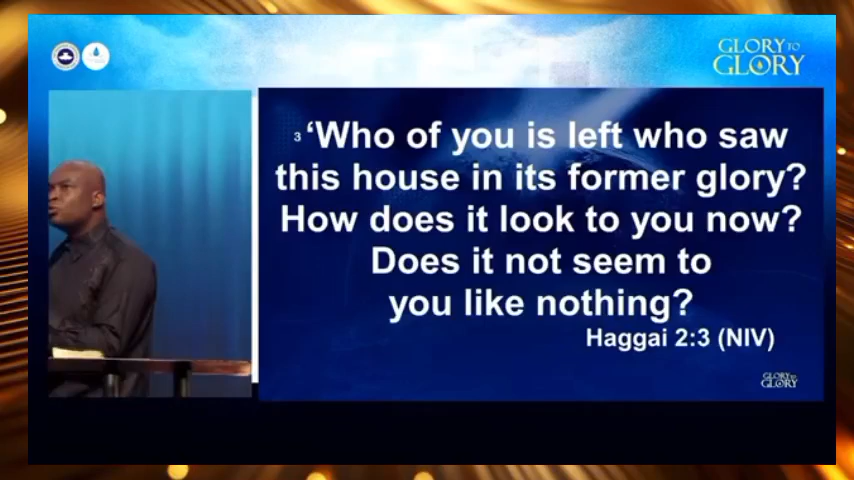 GLORY TO
GLORY
3 ‘Who of you is left who saw
this house in its former glory?
How does it look to you now?
Does it not seem to
you like nothing?
Haggai 2:3 (NIV)
GLORY TO
GLORY